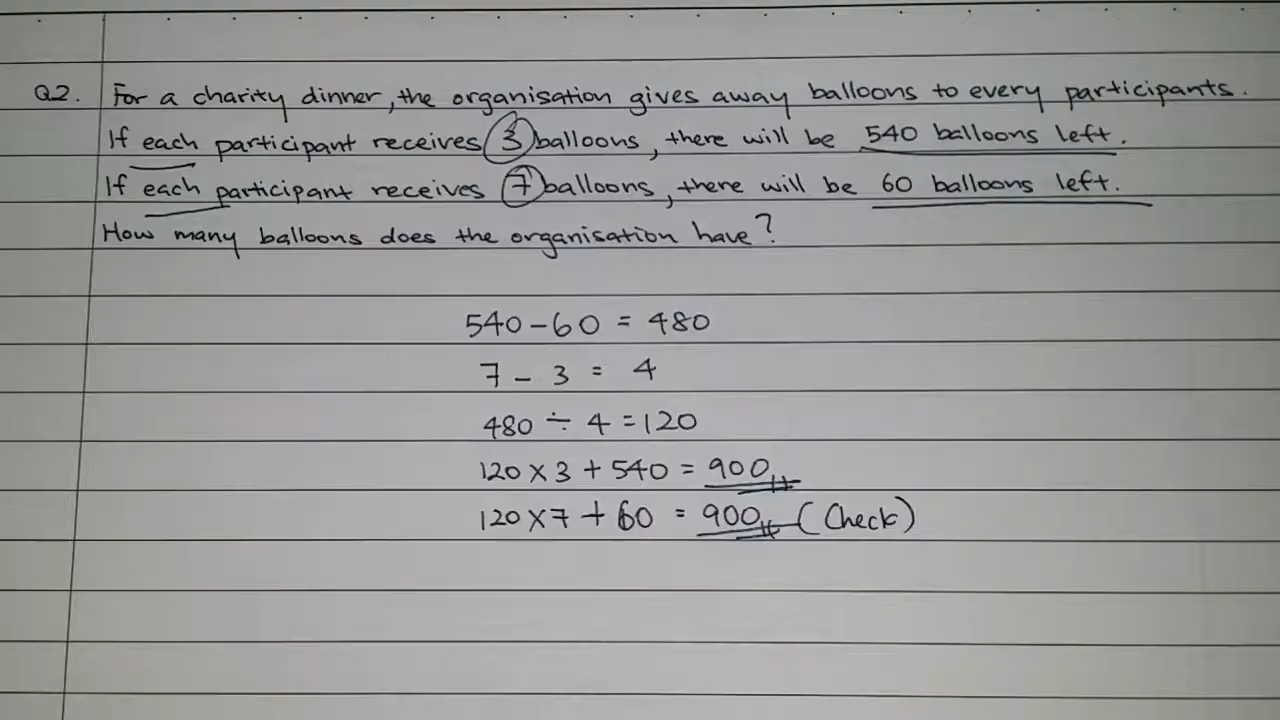 Q2. For a charity dinner, the organisation gives away balloons to every participants.
If each participant receives 3 balloons, there will be 540 balloons left.
If each participant receives 7 balloons, there will be 60 balloons left.
How many balloons does the organisation have?
540 - 60 = 480
7 - 3 = 4
480 ÷ 4 = 120
120 × 3 + 540 = 900
120 × 7 + 60 = 900 (Check)